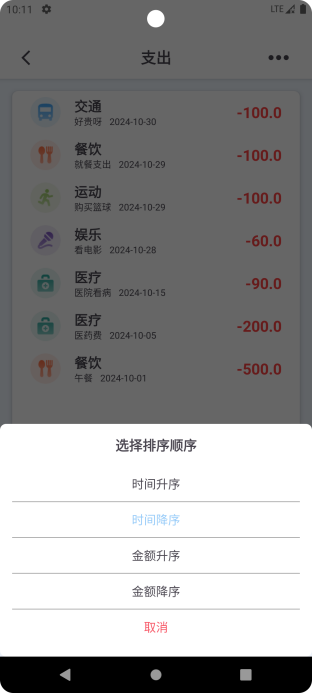 10:11 LTE
支出
交通
好贵呀 2024-10-30
-100.0
餐饮
就餐支出 2024-10-29
-100.0
运动
购买篮球 2024-10-29
-100.0
娱乐
看电影 2024-10-28
-60.0
医疗
医院看病 2024-10-15
-90.0
医疗
医药费 2024-10-05
-200.0
餐饮
午餐 2024-10-01
-500.0
选择排序顺序
时间升序
时间降序
金额升序
金额降序
取消